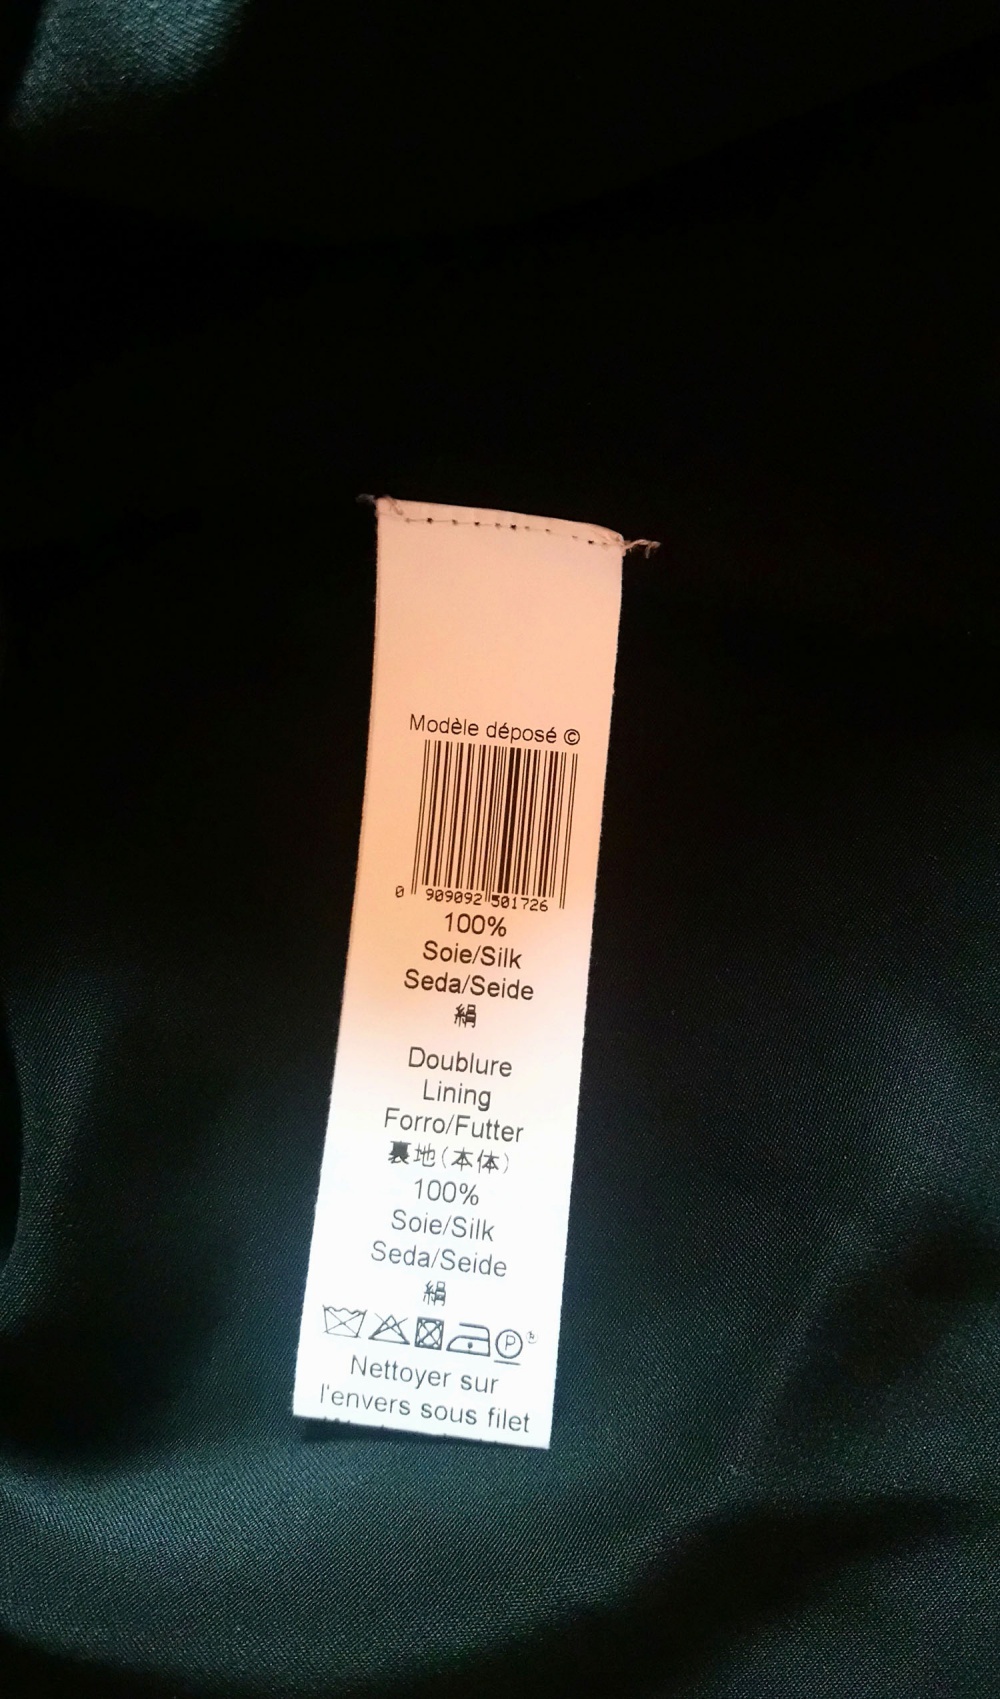 Modèle déposé ©
0 909092 501726
100%
Soie/Silk
Seda/Seide
絹
Doublure
Lining
Forro/Futter
裏地(本体)
100%
Soie/Silk
Seda/Seide
絹
P
Nettoyer sur
l'envers sous filet